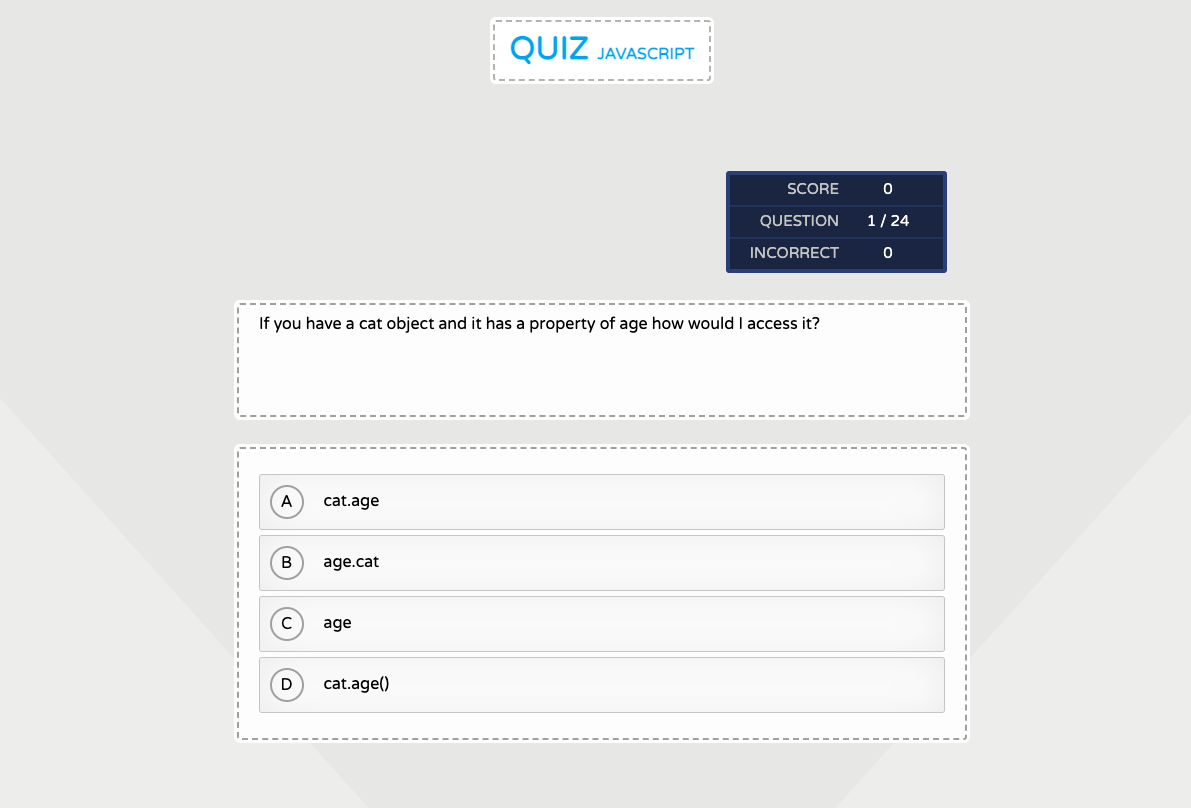 QUIZ JAVASCRIPT
SCORE 0
QUESTION 1 / 24
INCORRECT 0
If you have a cat object and it has a property of age how would I access it?
A cat.age
B age.cat
C age
D cat.age()